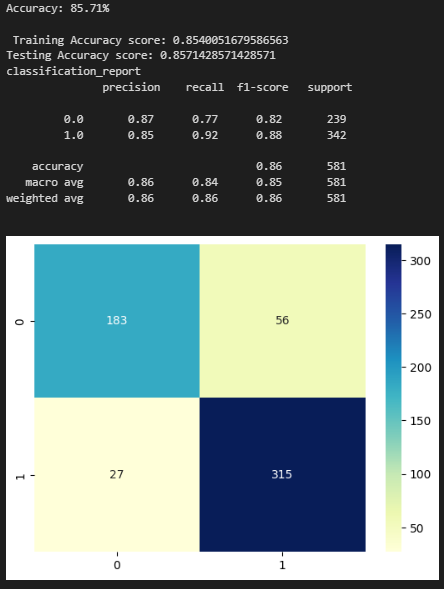 Accuracy: 85.71%
Training Accuracy score: 0.8540051679586563
Testing Accuracy score: 0.8571428571428571
classification_report
precision recall f1-score support
0.0 0.87 0.77 0.82 239
1.0 0.85 0.92 0.88 342
accuracy 0.86 581
macro avg 0.86 0.84 0.85 581
weighted avg 0.86 0.86 0.86 581
300
250
200
150
100
50
0 183 56
1 27 315
0 1